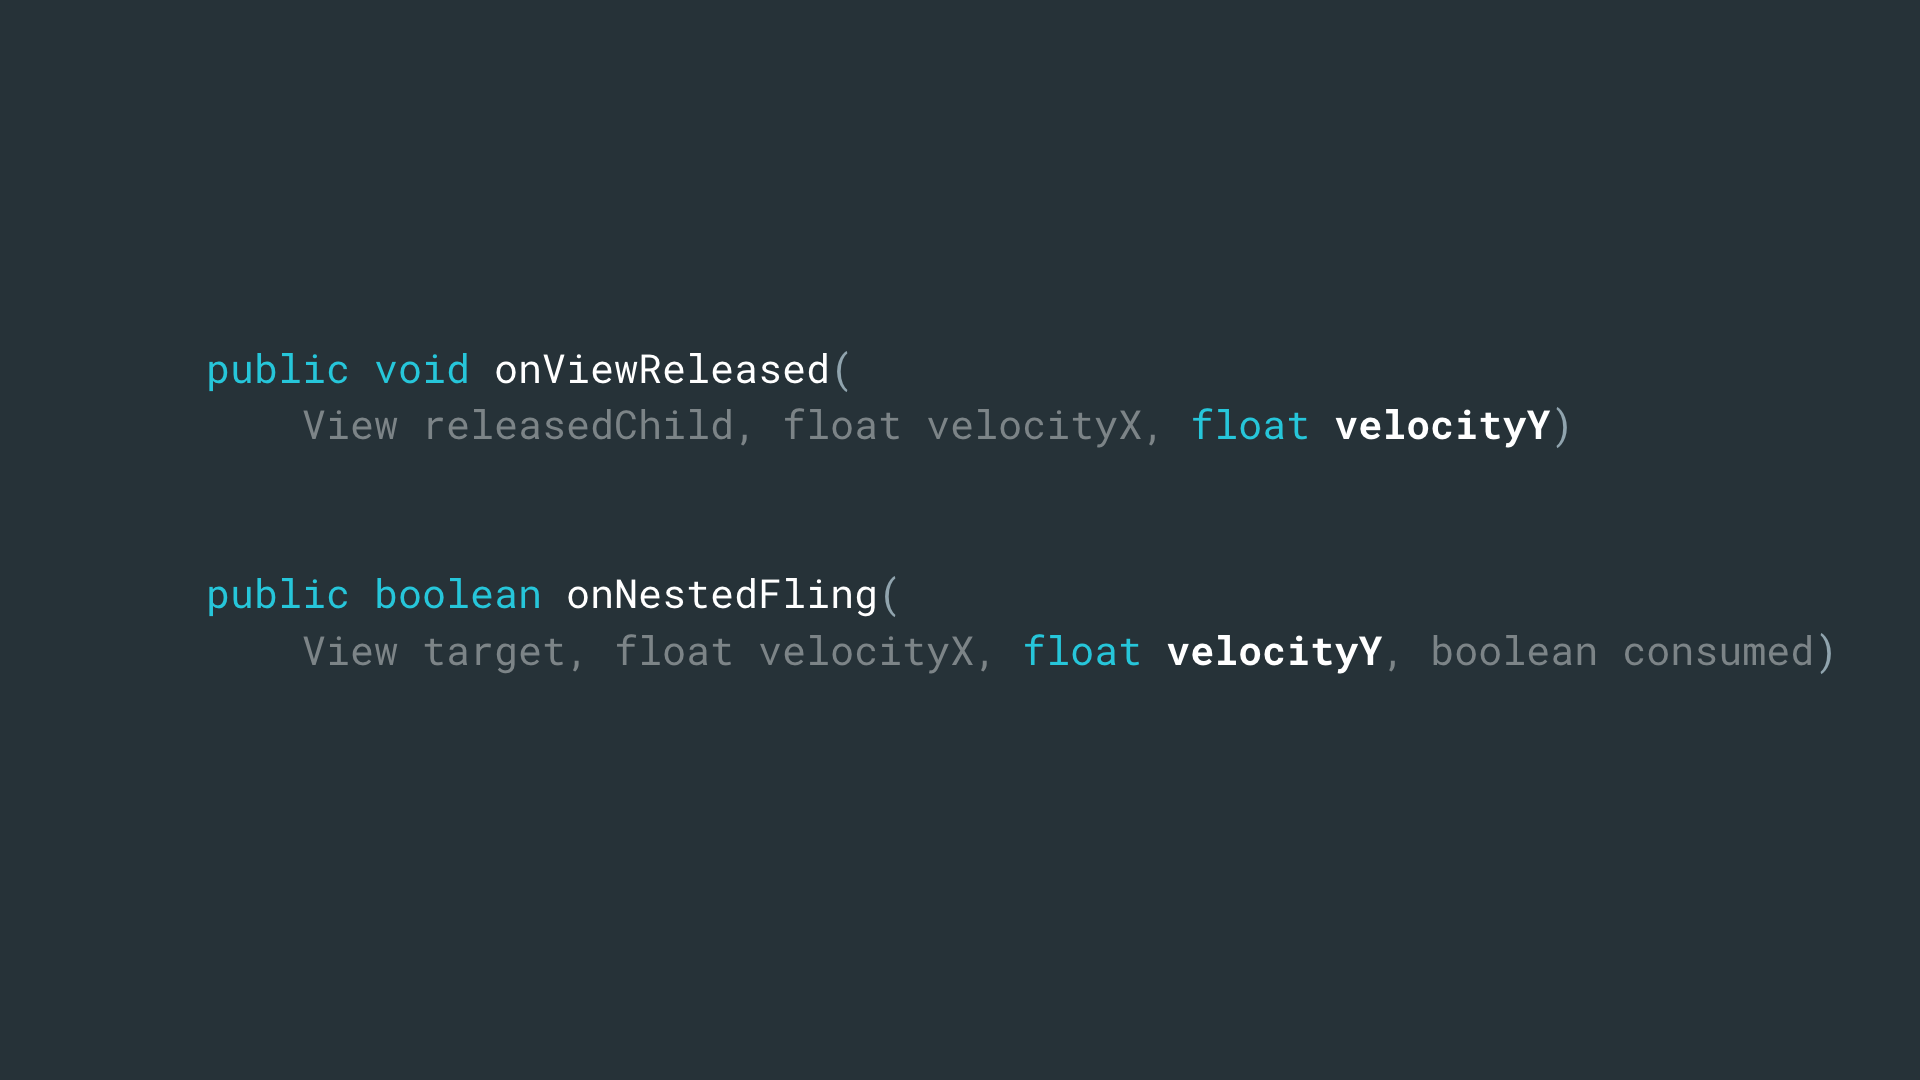 public void onViewReleased(
View releasedChild, float velocityX, float velocityY)
public boolean onNestedFling(
View target, float velocityX, float velocityY, boolean consumed)